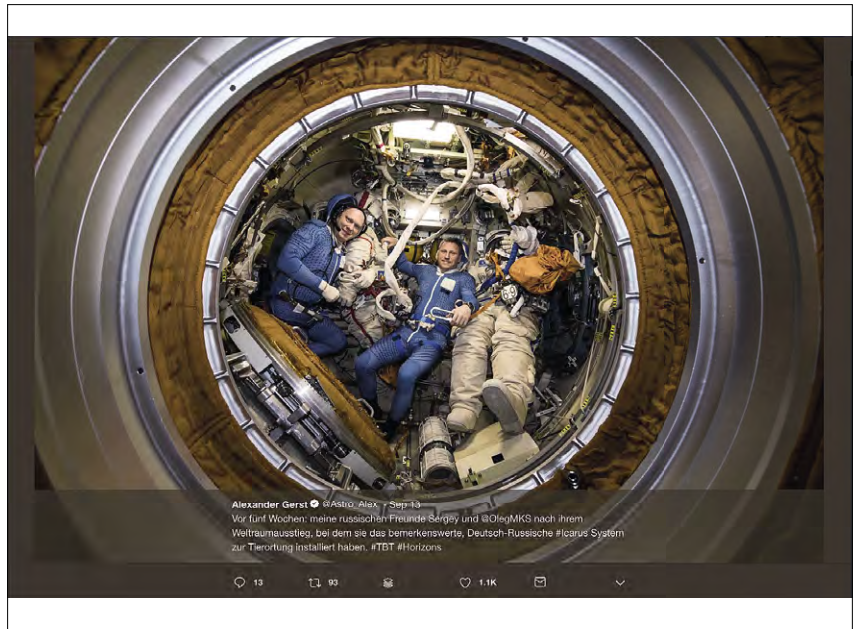 Alexander Gerst @Astro_Alex · Sep 13
Vor fünf Wochen: meine russischen Freunde Sergey und @OlegMKS nach ihrem
Weltraumausstieg, bei dem sie das bemerkenswerte, Deutsch-Russische #Icarus System
zur Tierortung installiert haben. #TBT #Horizons
13 93 1.1K